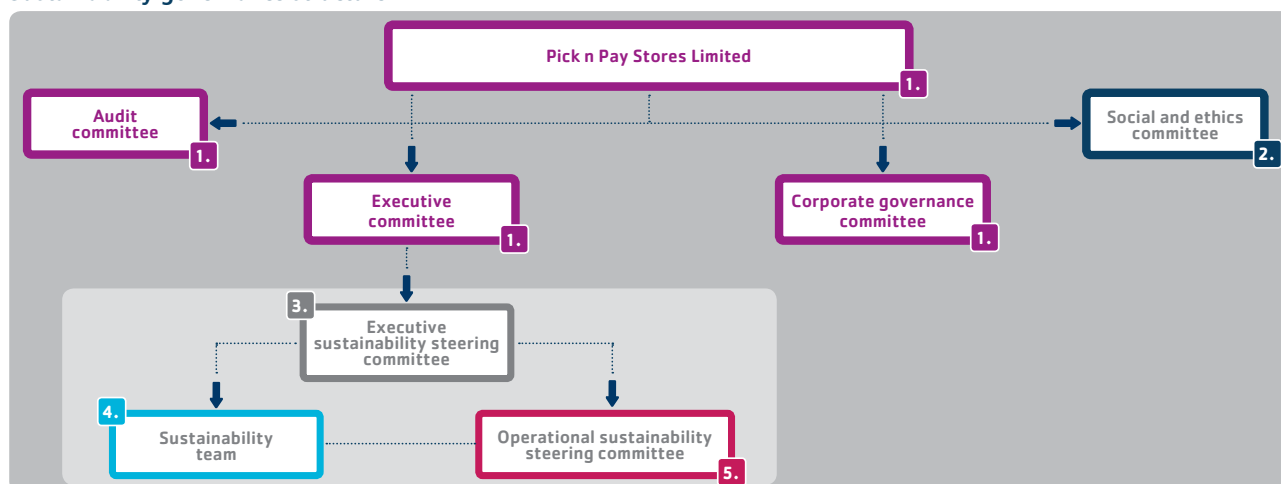 Pick n Pay Stores Limited
1.
Audit
committee
1.
Social and ethics
committee
2.
Executive
committee
1.
Corporate governance
committee
1.
3.
Executive
sustainability steering
committee
4.
Sustainability
team
Operational sustainability
steering committee
5.